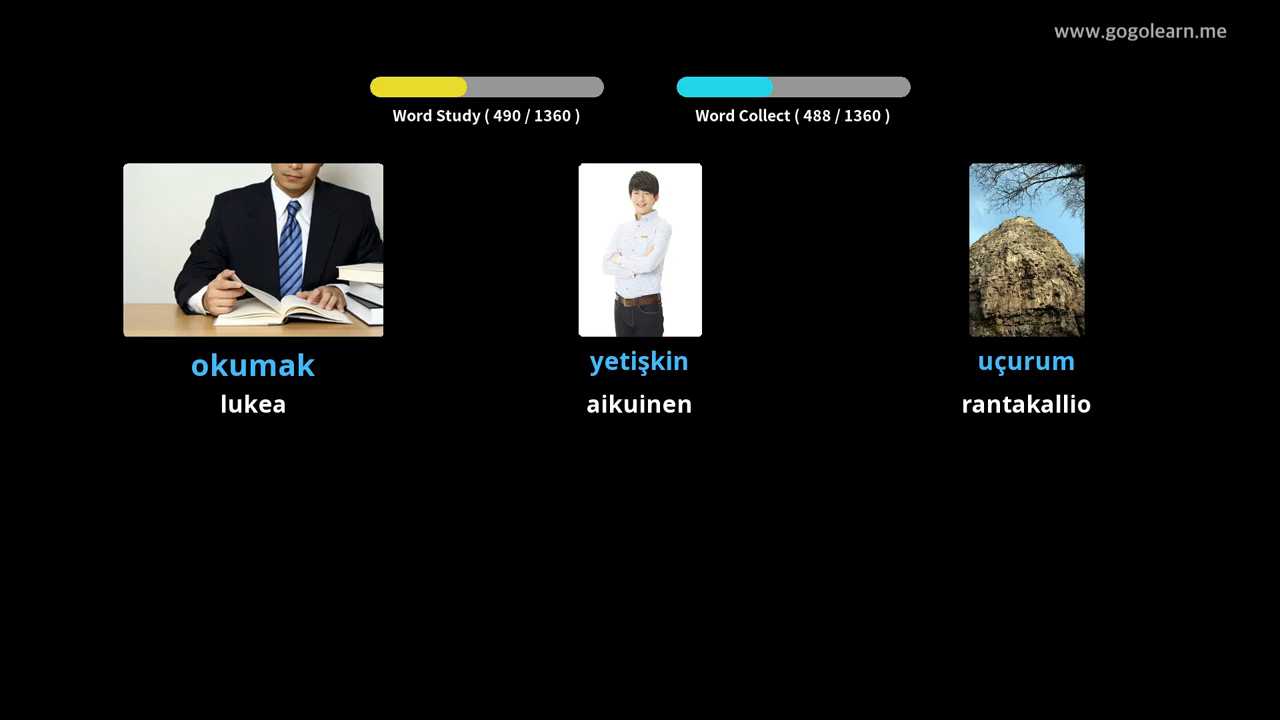 www.gogolearn.me
Word Study ( 490 / 1360 )
Word Collect ( 488 / 1360 )
okumak
lukea
yetişkin
aikuinen
uçurum
rantakallio